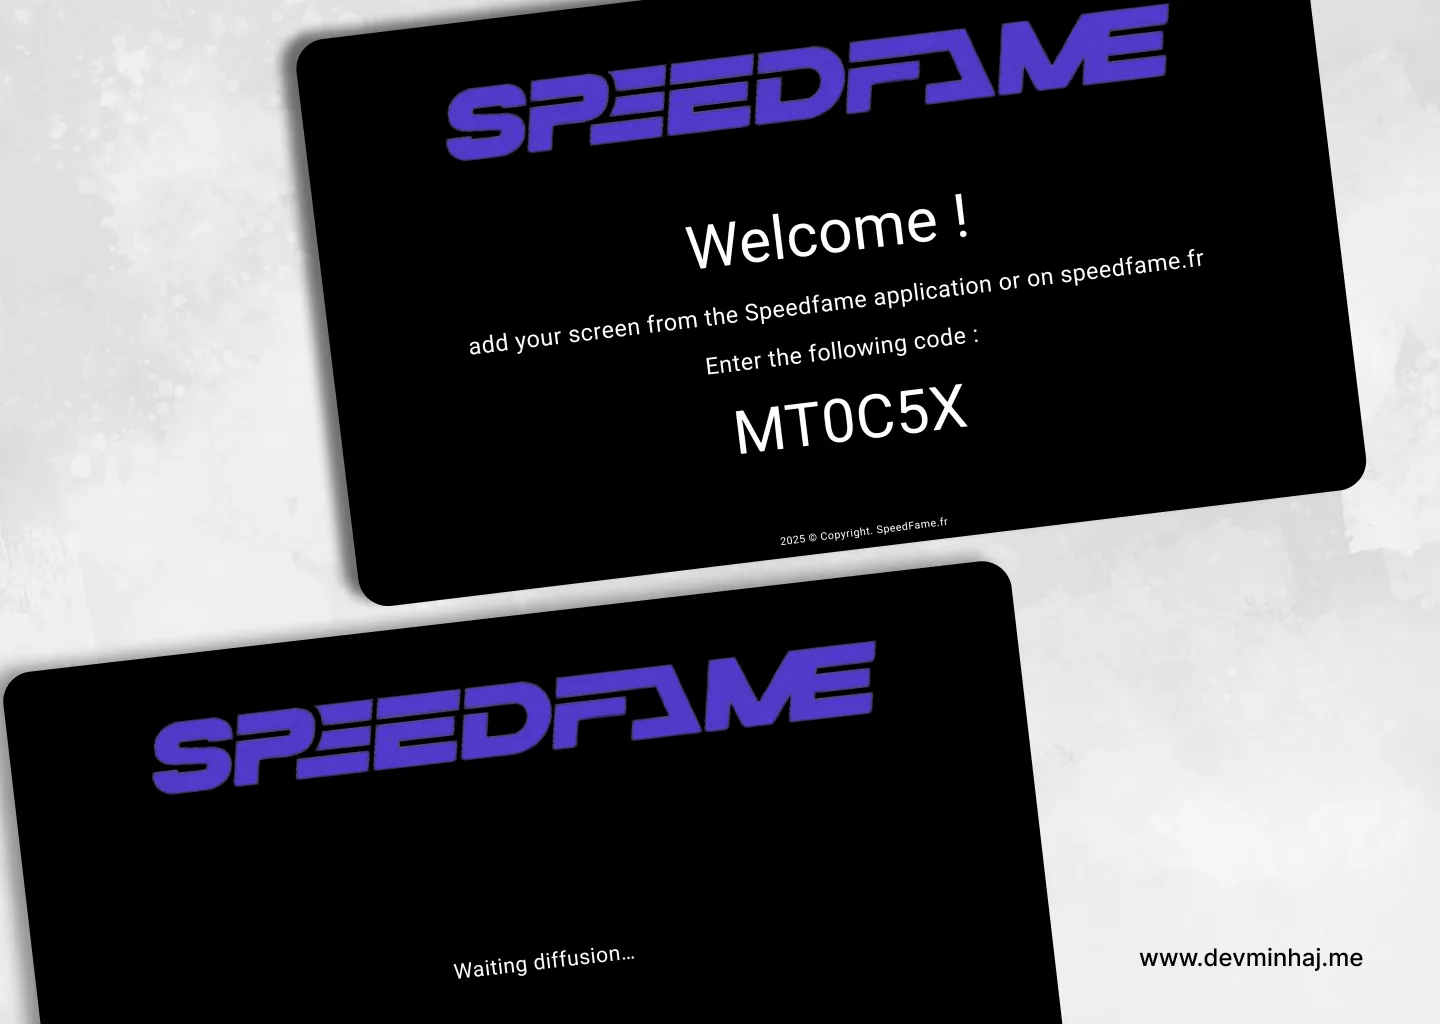 SPEEDFAME
Welcome !
add your screen from the Speedfame application or on speedfame.fr
Enter the following code :
MT0C5X
2025 © Copyright. SpeedFame.fr
SPEEDFAME
Waiting diffusion...
www.devminhaj.me